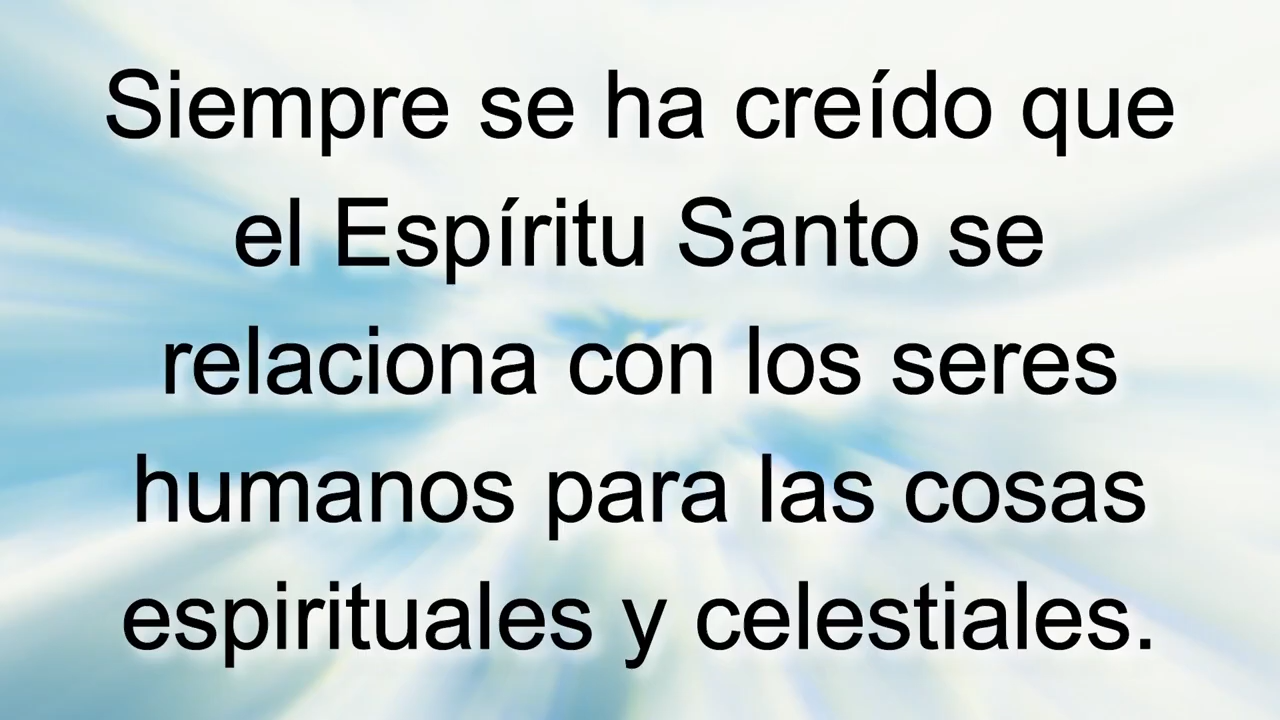 Siempre se ha creído que
el Espíritu Santo se
relaciona con los seres
humanos para las cosas
espirituales y celestiales.